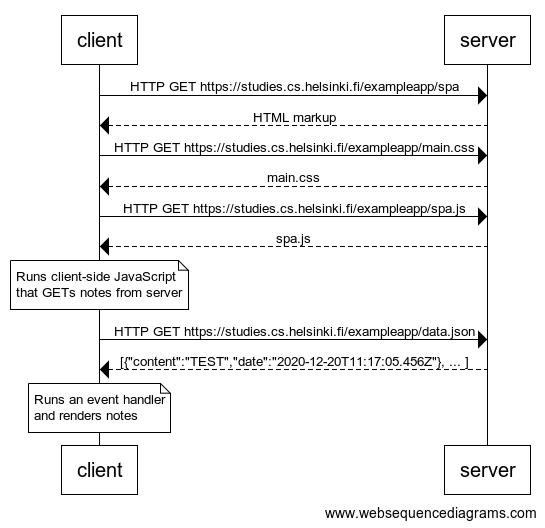 client
server
HTTP GET https://studies.cs.helsinki.fi/exampleapp/spa
HTML markup
HTTP GET https://studies.cs.helsinki.fi/exampleapp/main.css
main.css
HTTP GET https://studies.cs.helsinki.fi/exampleapp/spa.js
spa.js
Runs client-side JavaScript
that GETs notes from server
HTTP GET https://studies.cs.helsinki.fi/exampleapp/data.json
[{"content":"TEST","date":"2020-12-20T11:17:05.456Z"}, ... ]
Runs an event handler
and renders notes
client
server
www.websequencediagrams.com